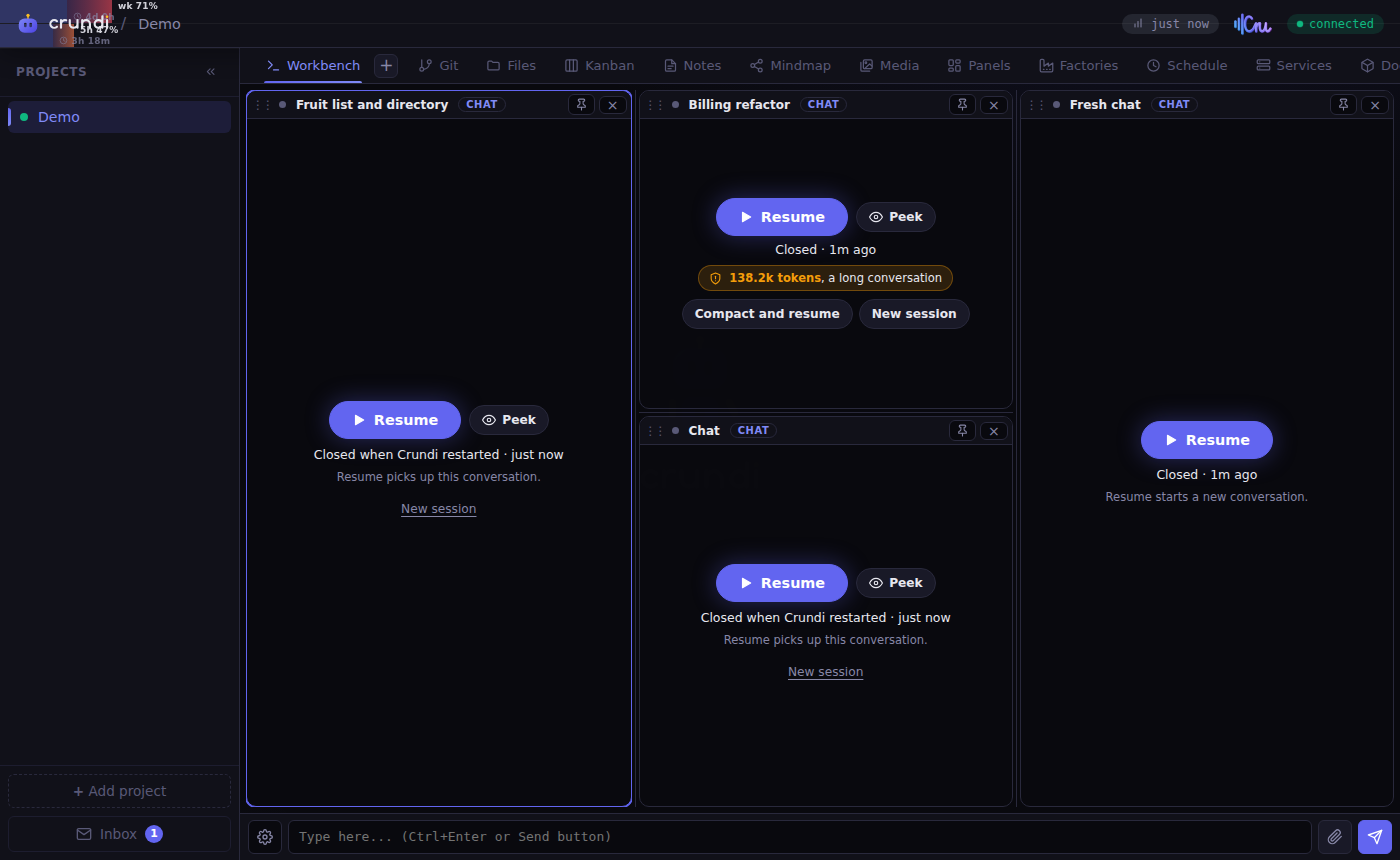 wk 71%
crundi / Demo
5h 47%
3h 18m
just now
Cru
connected
PROJECTS
«
Workbench
+
Git
Files
Kanban
Notes
Mindmap
Media
Panels
Factories
Schedule
Services
Do
Demo
Fruit list and directory CHAT
Resume
Peek
Closed when Crundi restarted · just now
Resume picks up this conversation.
New session
Billing refactor CHAT
Resume
Peek
Closed · 1m ago
138.2k tokens, a long conversation
Compact and resume
New session
Chat CHAT
Resume
Peek
Closed when Crundi restarted · just now
Resume picks up this conversation.
New session
Fresh chat CHAT
Resume
Closed · 1m ago
Resume starts a new conversation.
+ Add project
Inbox 1
Type here... (Ctrl+Enter or Send button)